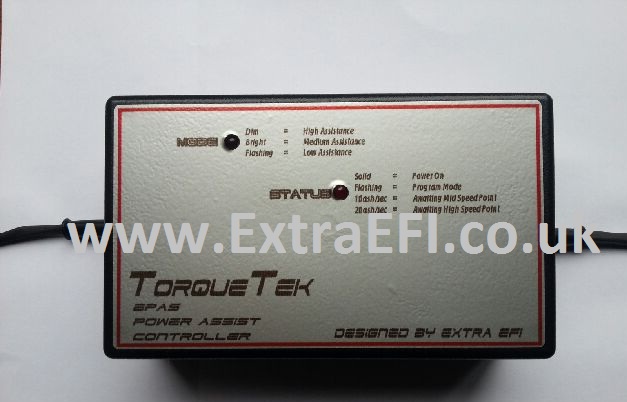 MODE
Dim = High Assistance
Bright = Medium Assistance
Flashing = Low Assistance
STATUS
Solid = Power On
Flashing = Program Mode
1flash/sec = Awaiting Mid Speed Point
2flash/sec = Awaiting High Speed Point
www.ExtraEFI.co.uk
TorqueTek
EPAS
POWER ASSIST
CONTROLLER
DESIGNED BY EXTRA EFI